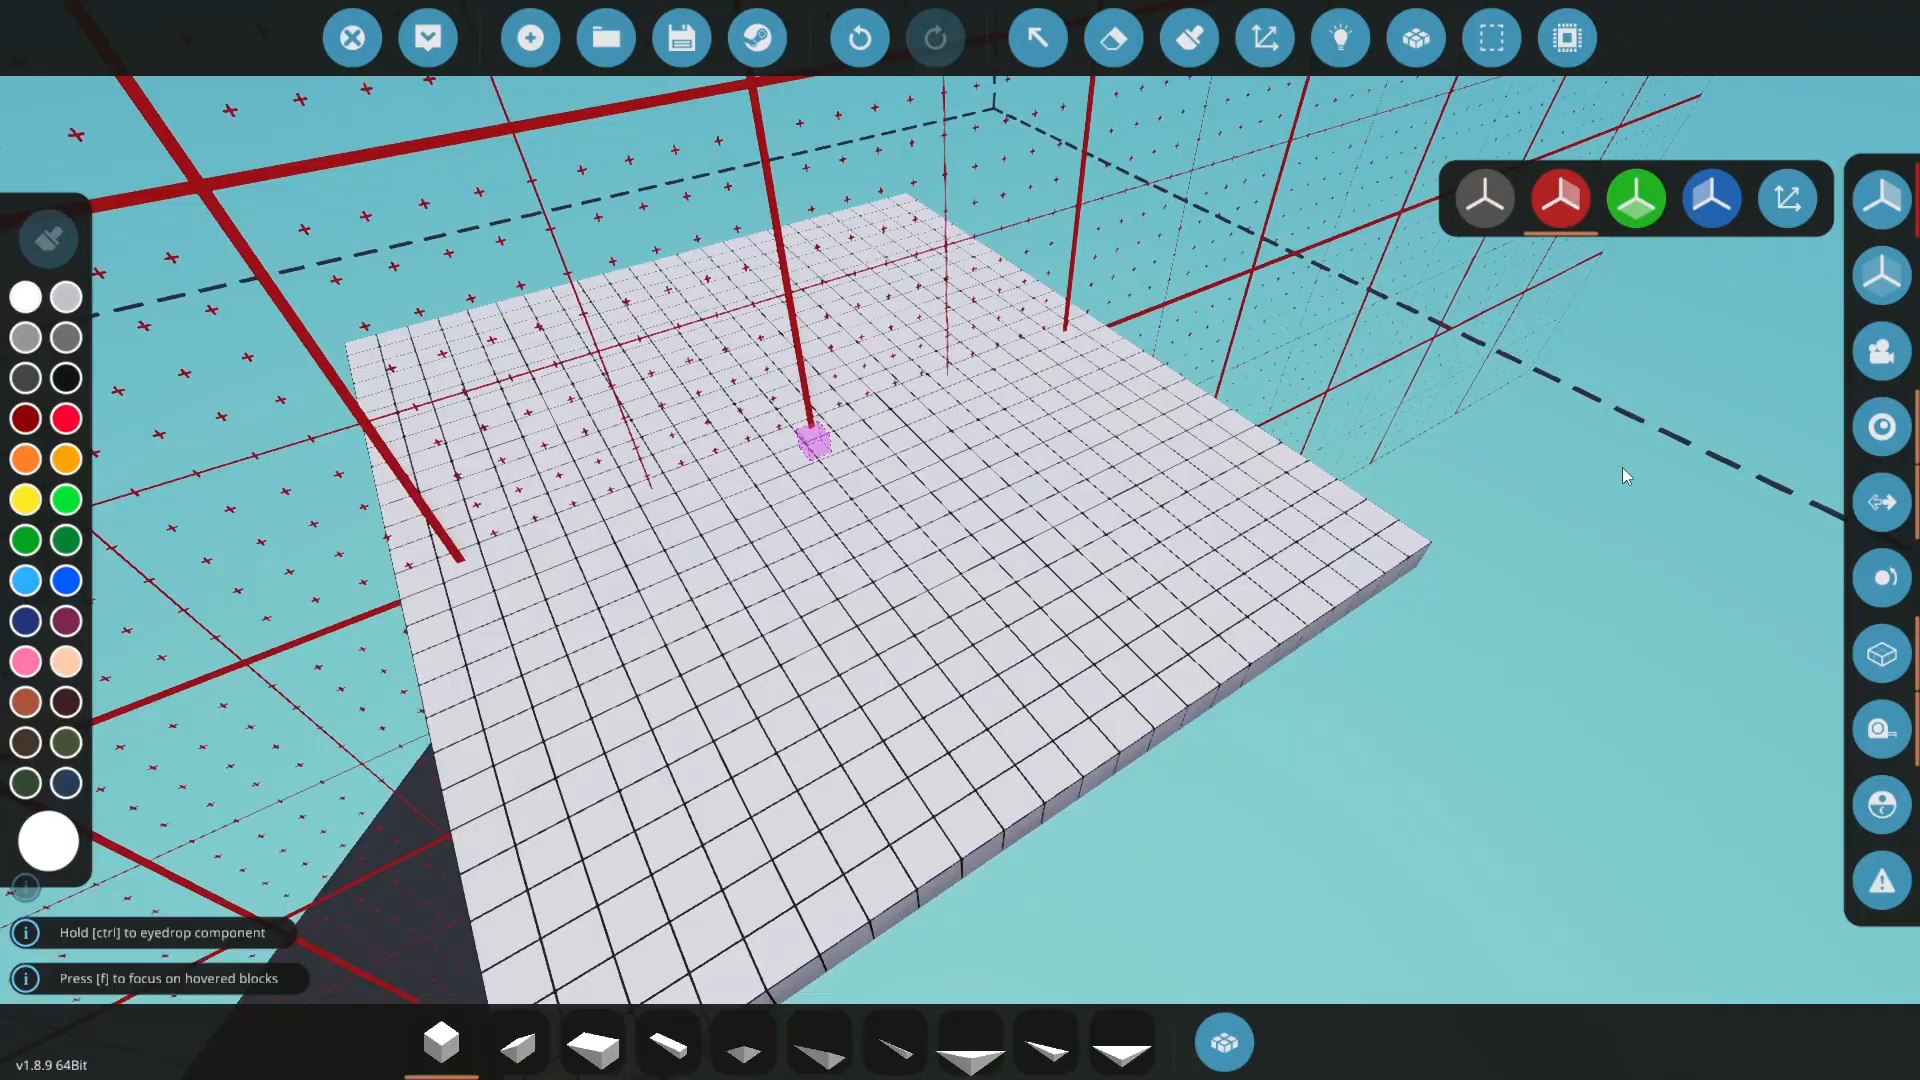 Hold [ctrl] to eyedrop component
Press [f] to focus on hovered blocks
v1.8.9 64Bit